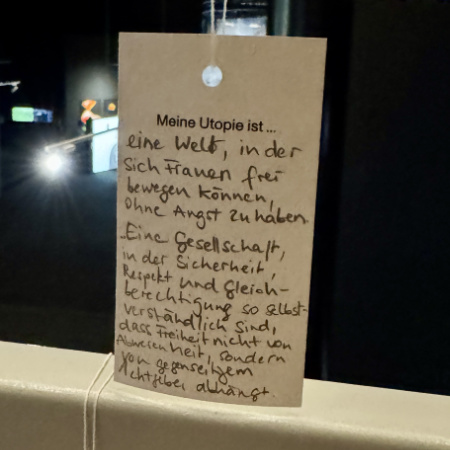 Meine Utopie ist ...
eine Welt, in der
sich Frauen frei
bewegen können,
ohne Angst zu haben.
Eine Gesellschaft,
in der Sicherheit,
Respekt und Gleich-
berechtigung so selbst-
verständlich sind,
dass Freiheit nicht von
Abwesenheit, sondern
von gegenseitigem
abhängt.